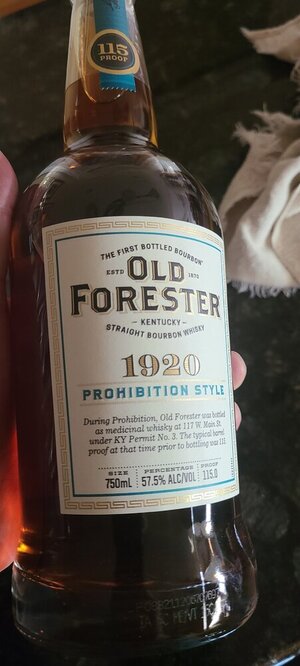 115
PROOF
THE FIRST BOTTLED BOURBON®
ESTD 1870
OLD
FORESTER
- KENTUCKY -
STRAIGHT BOURBON WHISKY
1920
PROHIBITION STYLE
During Prohibition, Old Forester was bottled
as medicinal whisky at 117 W. Main St.
under KY Permit No. 3. The typical barrel
proof at that time prior to bottling was 115.
SIZE PERCENTAGE PROOF
750mL 57.5% ALC/VOL 115.0